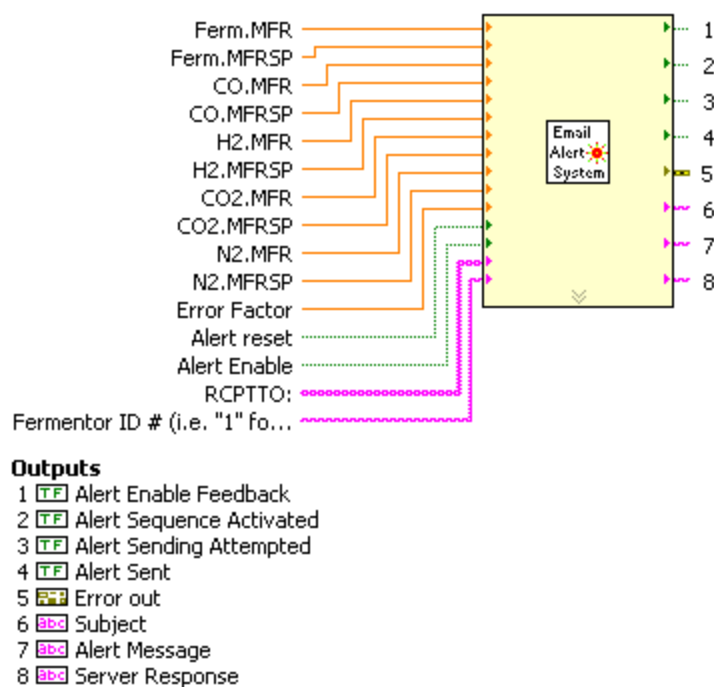 Ferm.MFR
Ferm.MFRSP
CO.MFR
CO.MFRSP
H2.MFR
H2.MFRSP
CO2.MFR
CO2.MFRSP
N2.MFR
N2.MFRSP
Error Factor
Alert reset
Alert Enable
RCPTTO:
Fermentor ID # (i.e. "1" fo...
Email
Alert
System
1
2
3
4
5
6
7
8
Outputs
1 TF Alert Enable Feedback
2 TF Alert Sequence Activated
3 TF Alert Sending Attempted
4 TF Alert Sent
5 Error out
6 abc Subject
7 abc Alert Message
8 abc Server Response